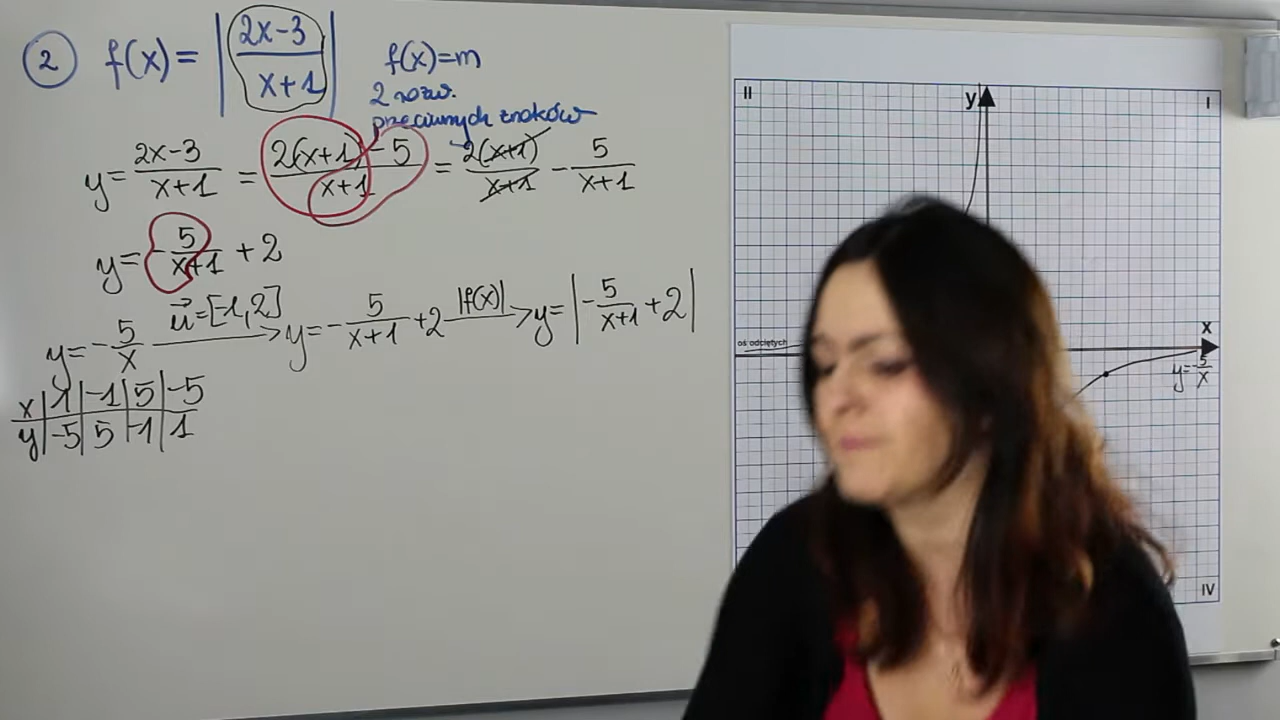 2 f(x) = |2x-3 / x+1|
f(x)=m
2 rozw.
przeciwnych znaków
y = 2x-3 / x+1 = 2(x+1)-5 / x+1 = 2(x+1) / x+1 - 5 / x+1
y = - 5 / x+1 + 2
y = - 5 / x u⃗=[-1,2] → y = - 5 / x+1 + 2 |f(x)| → y = |- 5 / x+1 + 2|
x | 1 | -1 | 5 | -5
y | -5 | 5 | -1 | 1
II y I
oś odciętych x
y = - 5 / x
IV